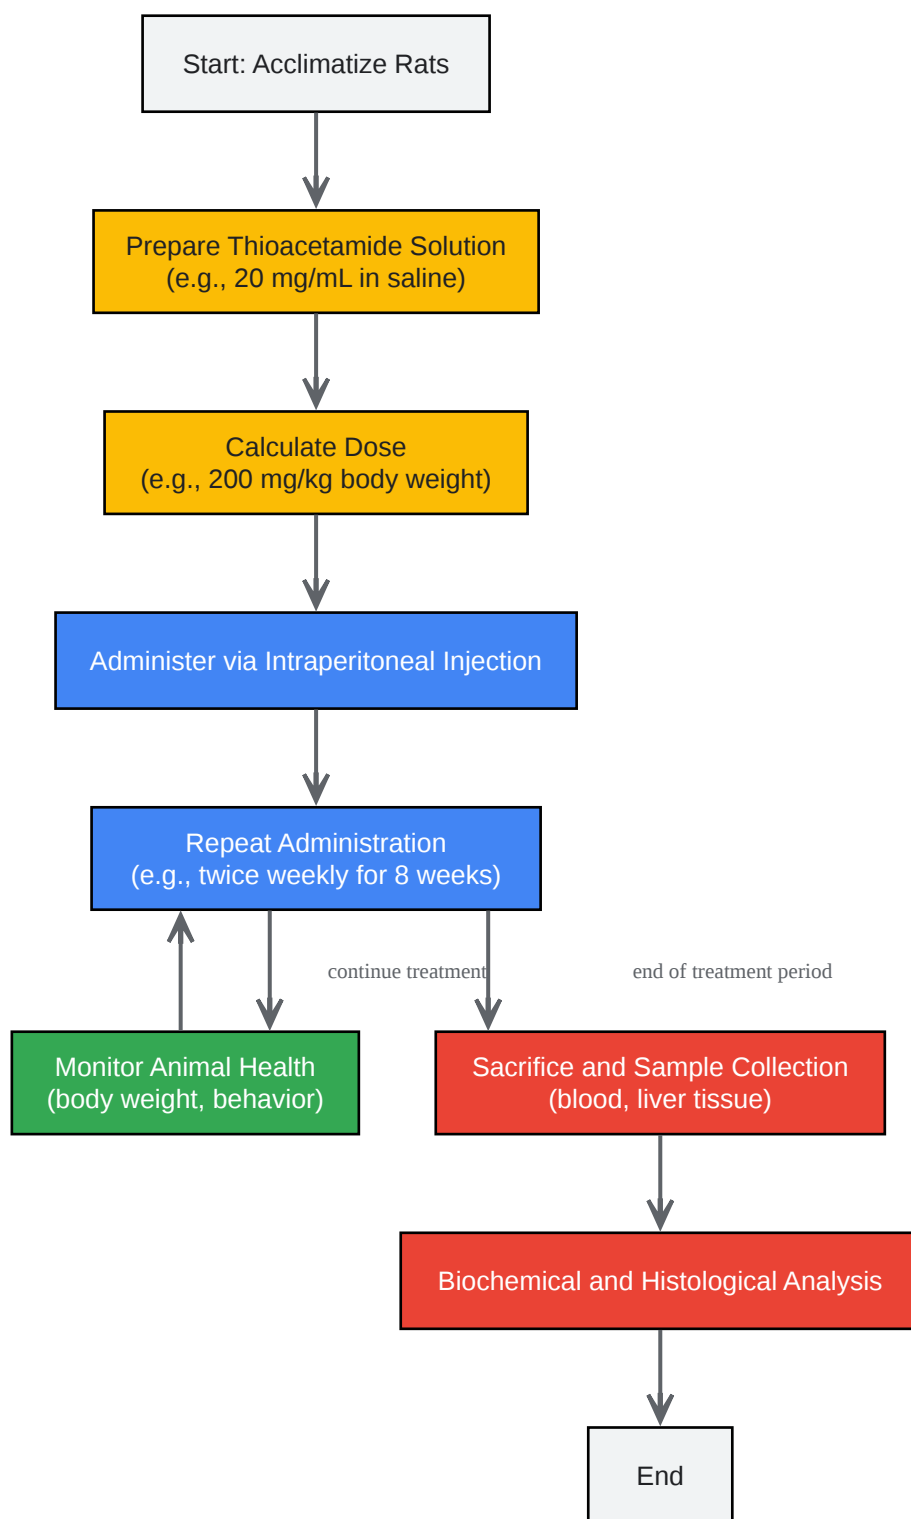 Start: Acclimatize Rats
Prepare Thioacetamide Solution
(e.g., 20 mg/mL in saline)
Calculate Dose
(e.g., 200 mg/kg body weight)
Administer via Intraperitoneal Injection
Repeat Administration
(e.g., twice weekly for 8 weeks)
continue treatment
end of treatment period
Monitor Animal Health
(body weight, behavior)
Sacrifice and Sample Collection
(blood, liver tissue)
Biochemical and Histological Analysis
End